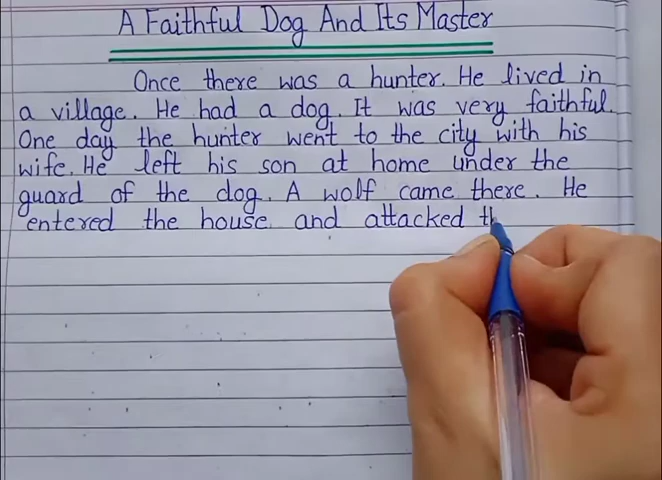 A Faithful Dog And Its Master
Once there was a hunter. He lived in
a village. He had a dog. It was very faithful.
One day the hunter went to the city with his
wife. He left his son at home under the
guard of the dog. A wolf came there. He
entered the house and attacked th